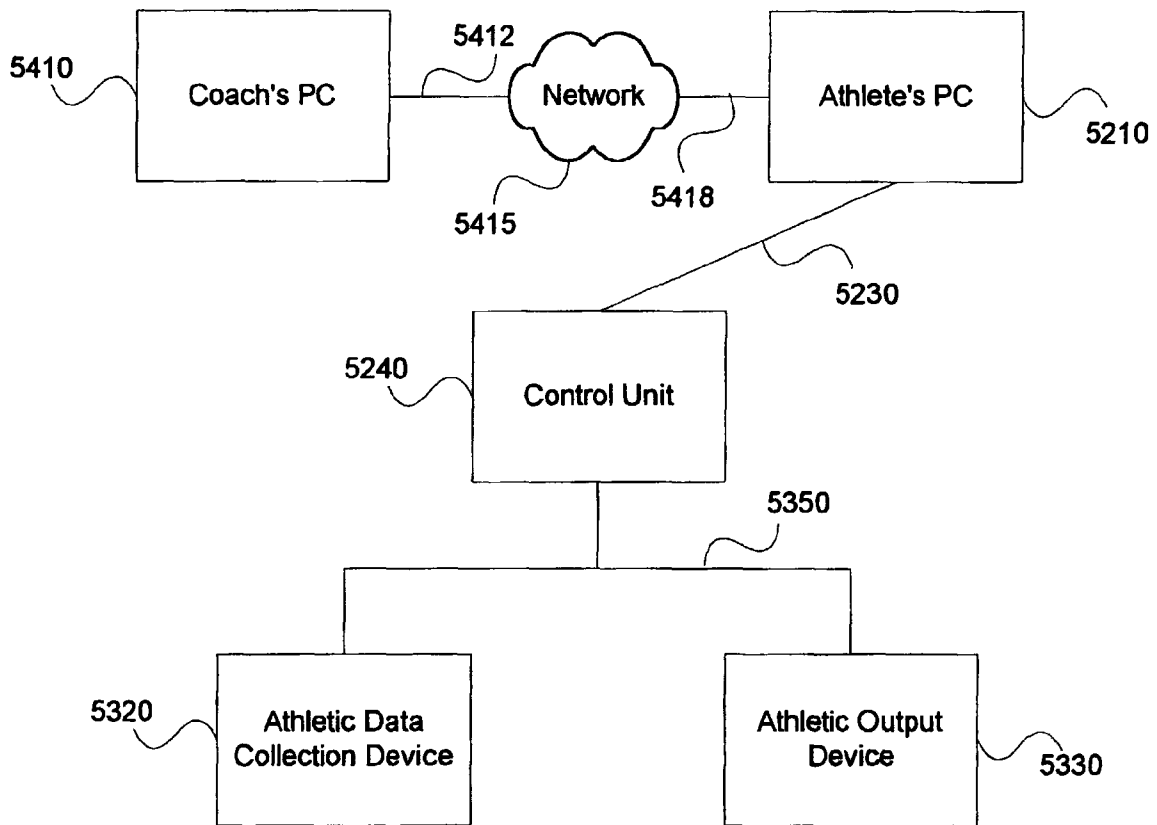 5412
5410
Coach's PC
Network
Athlete's PC
5210
5415
5418
5230
5240
Control Unit
5350
5320
Athletic Data
Collection Device
Athletic Output
Device
5330